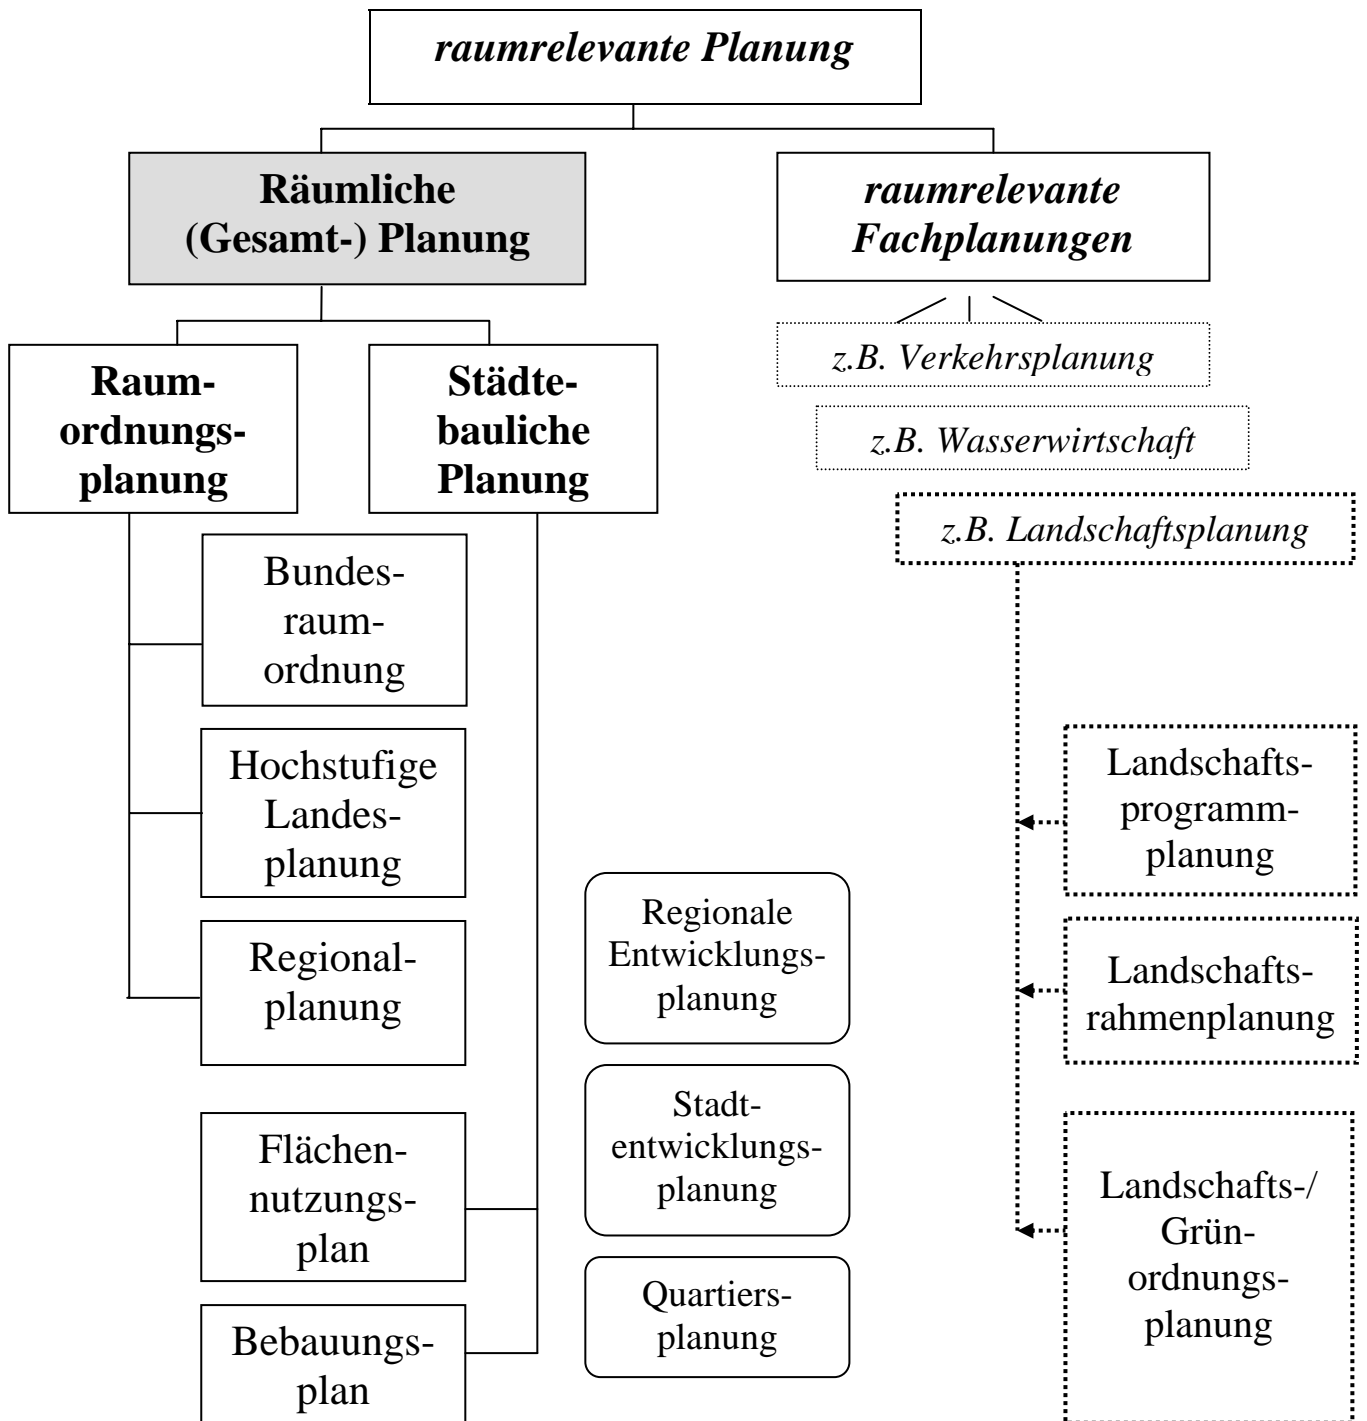 raumrelevante Planung
Räumliche
(Gesamt-) Planung
raumrelevante
Fachplanungen
Raum-
ordnungs-
planung
Städte-
bauliche
Planung
z.B. Verkehrsplanung
z.B. Wasserwirtschaft
z.B. Landschaftsplanung
Bundes-
raum-
ordnung
Hochstufige
Landes-
planung
Regional-
planung
Flächen-
nutzungs-
plan
Bebauungs-
plan
Regionale
Entwicklungs-
planung
Stadt-
entwicklungs-
planung
Quartiers-
planung
Landschafts-
programm-
planung
Landschafts-
rahmenplanung
Landschafts-/
Grün-
ordnungs-
planung